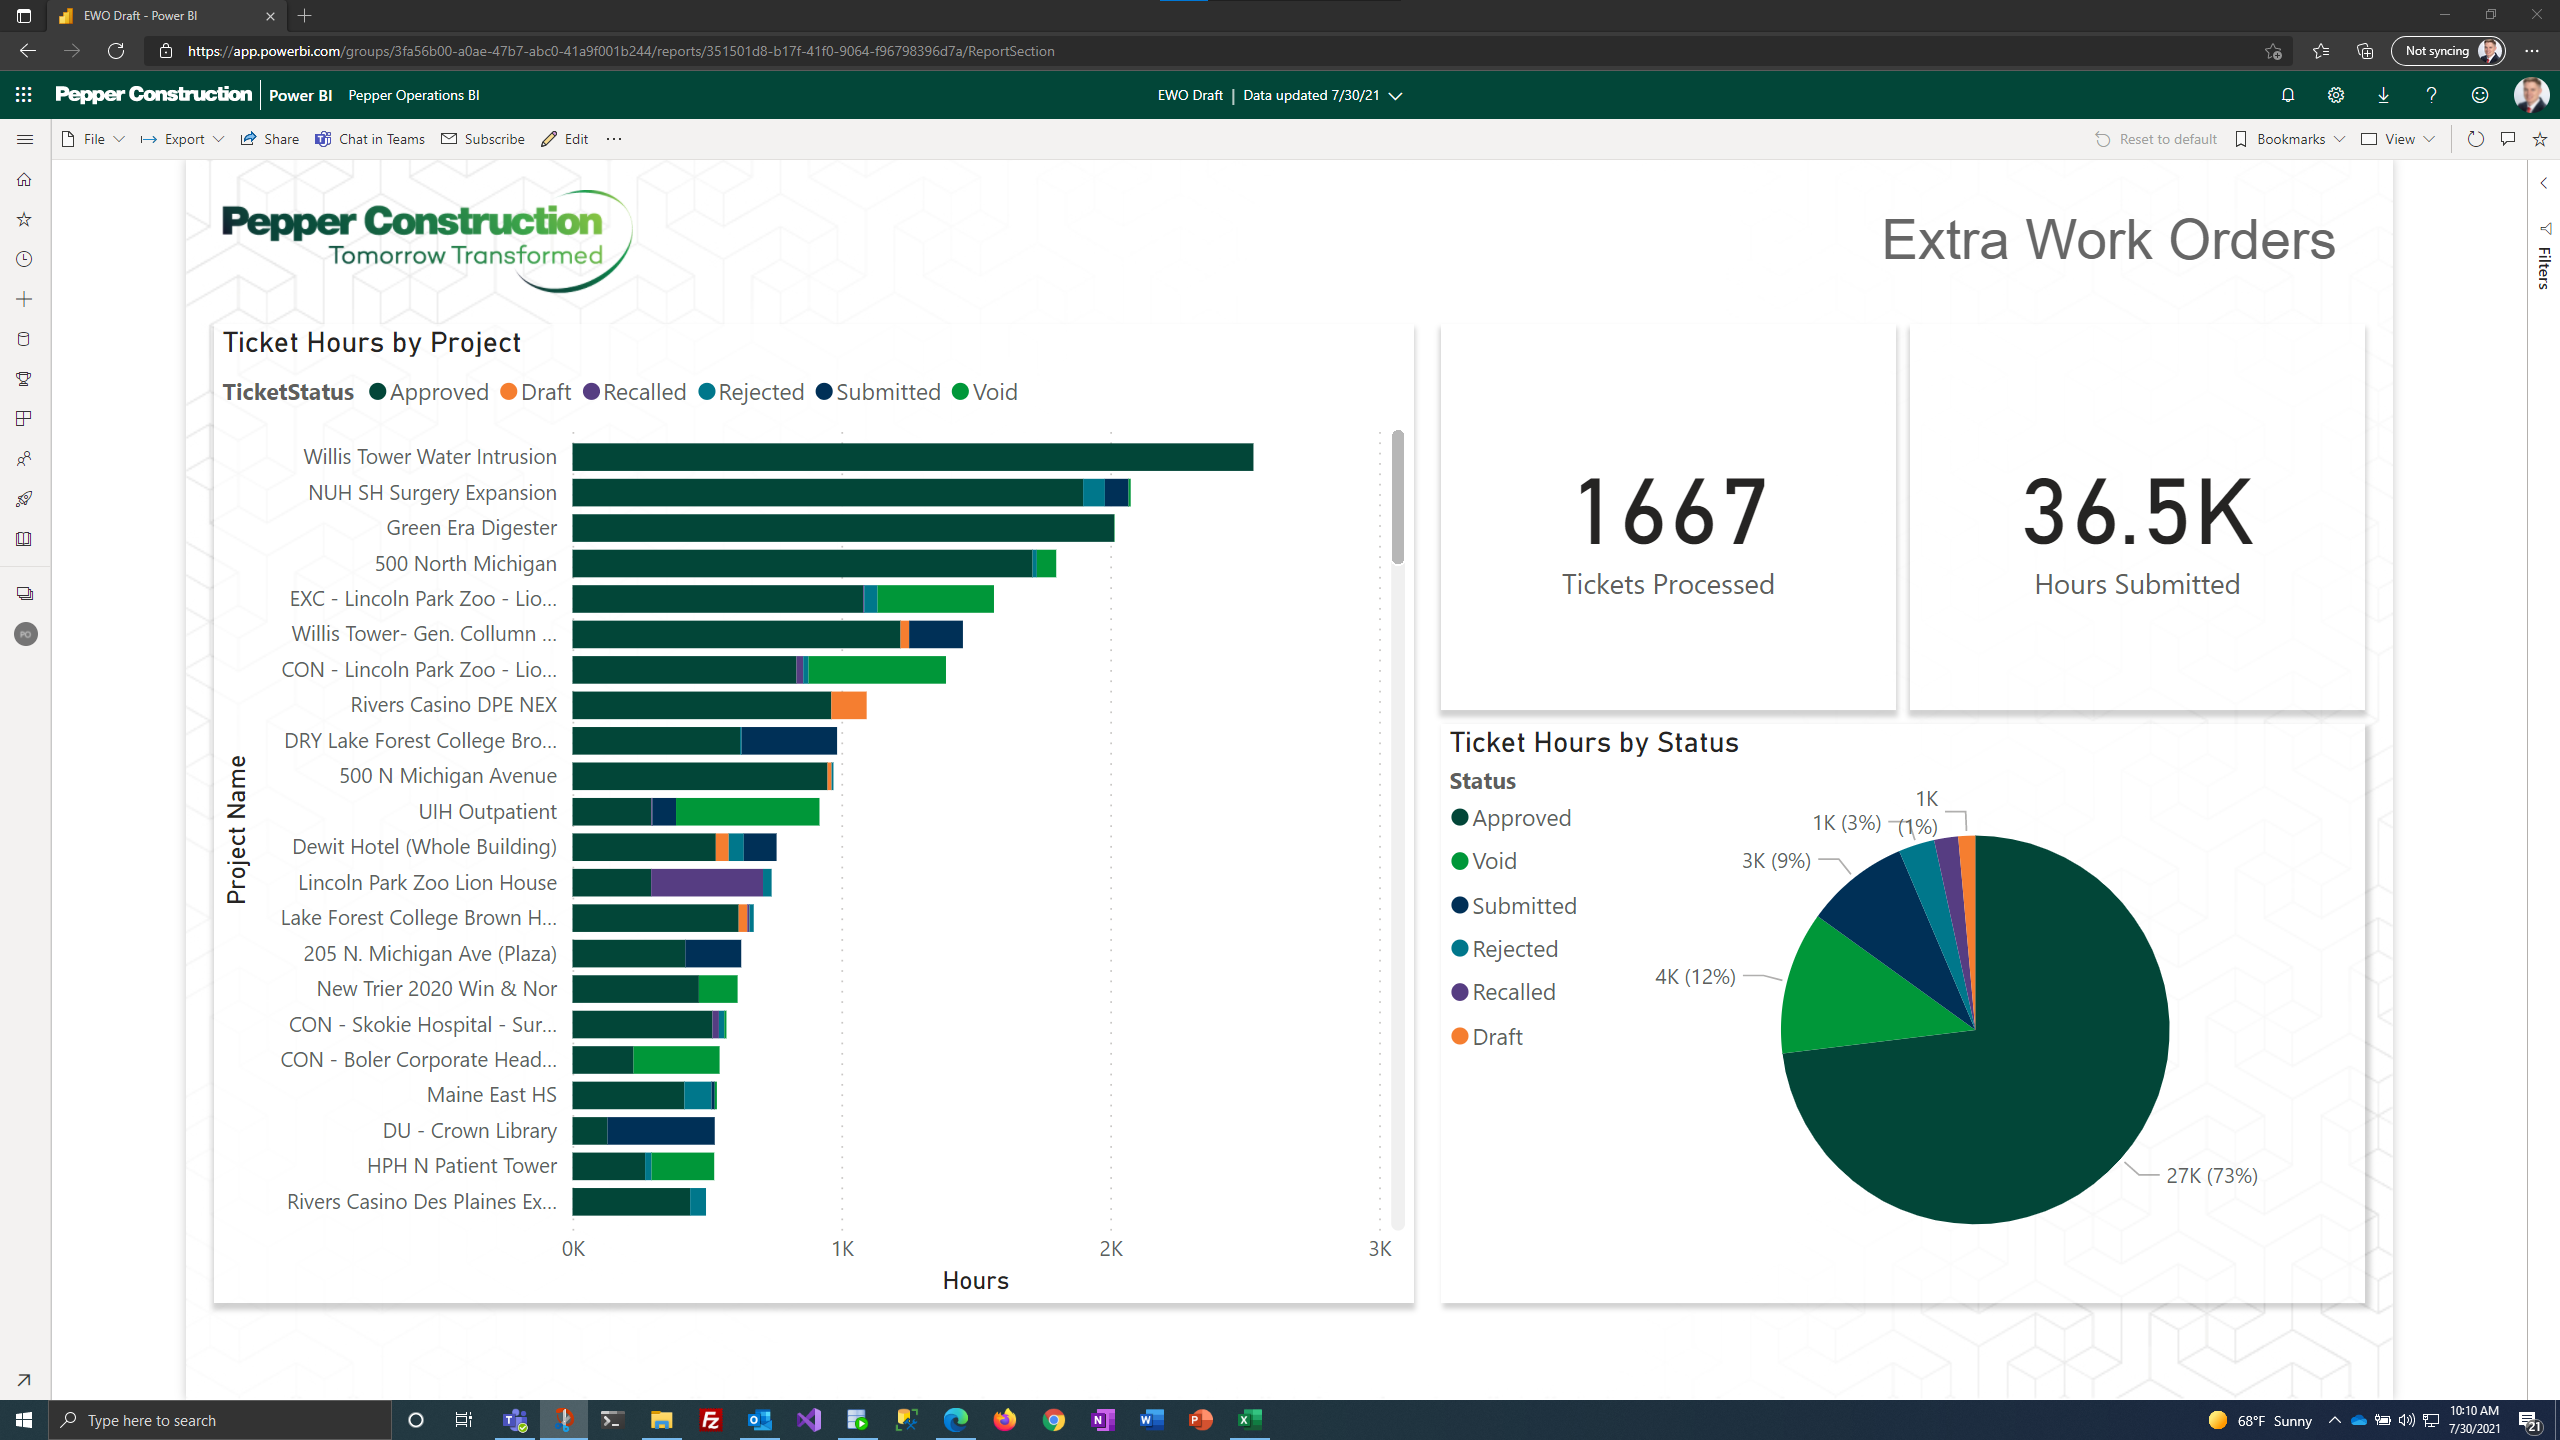 EWO Draft - Power BI
https://app.powerbi.com/groups/3fa56b00-a0ae-47b7-abc0-41a9f001b244/reports/351501d8-b17f-41f0-9064-f96798396d7a/ReportSection
Not syncing
Pepper Construction Power BI Pepper Operations BI
EWO Draft | Data updated 7/30/21
File Export Share Chat in Teams Subscribe Edit
Reset to default Bookmarks View
Filters
PO
Pepper Construction
Tomorrow Transformed
Extra Work Orders
Ticket Hours by Project
TicketStatus Approved Draft Recalled Rejected Submitted Void
Project Name
Willis Tower Water Intrusion
NUH SH Surgery Expansion
Green Era Digester
500 North Michigan
EXC - Lincoln Park Zoo - Lio...
Willis Tower- Gen. Collumn ...
CON - Lincoln Park Zoo - Lio...
Rivers Casino DPE NEX
DRY Lake Forest College Bro...
500 N Michigan Avenue
UIH Outpatient
Dewit Hotel (Whole Building)
Lincoln Park Zoo Lion House
Lake Forest College Brown H...
205 N. Michigan Ave (Plaza)
New Trier 2020 Win & Nor
CON - Skokie Hospital - Sur...
CON - Boler Corporate Head...
Maine East HS
DU - Crown Library
HPH N Patient Tower
Rivers Casino Des Plaines Ex...
0K 1K 2K 3K
Hours
1667
Tickets Processed
36.5K
Hours Submitted
Ticket Hours by Status
Status
Approved
Void
Submitted
Rejected
Recalled
Draft
1K
(1%)
1K (3%)
3K (9%)
4K (12%)
27K (73%)
Type here to search
68°F Sunny
10:10 AM
7/30/2021
21